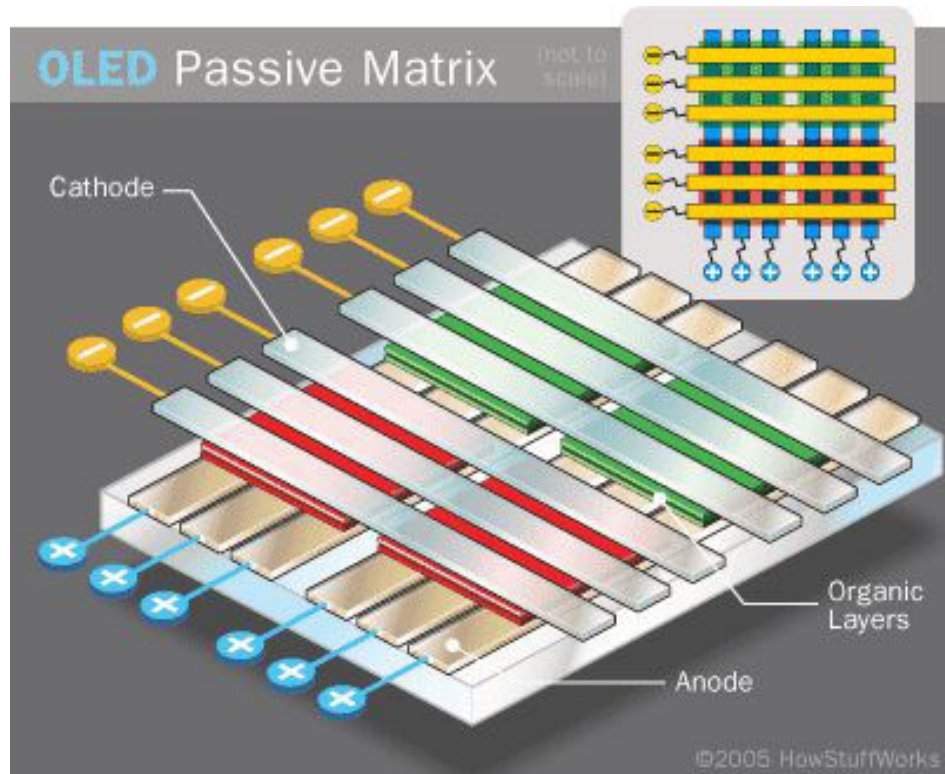 OLED Passive Matrix
(not to
scale)
Cathode
Organic
Layers
Anode
©2005 HowStuffWorks